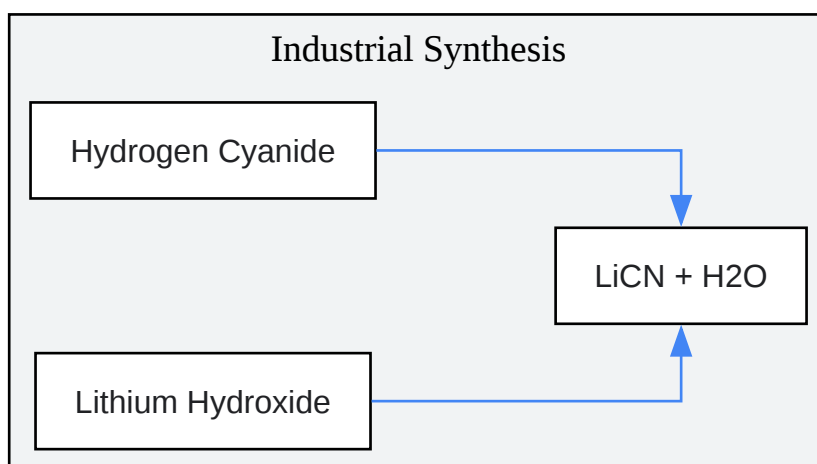 Industrial Synthesis
Hydrogen Cyanide
LiCN + H2O
Lithium Hydroxide